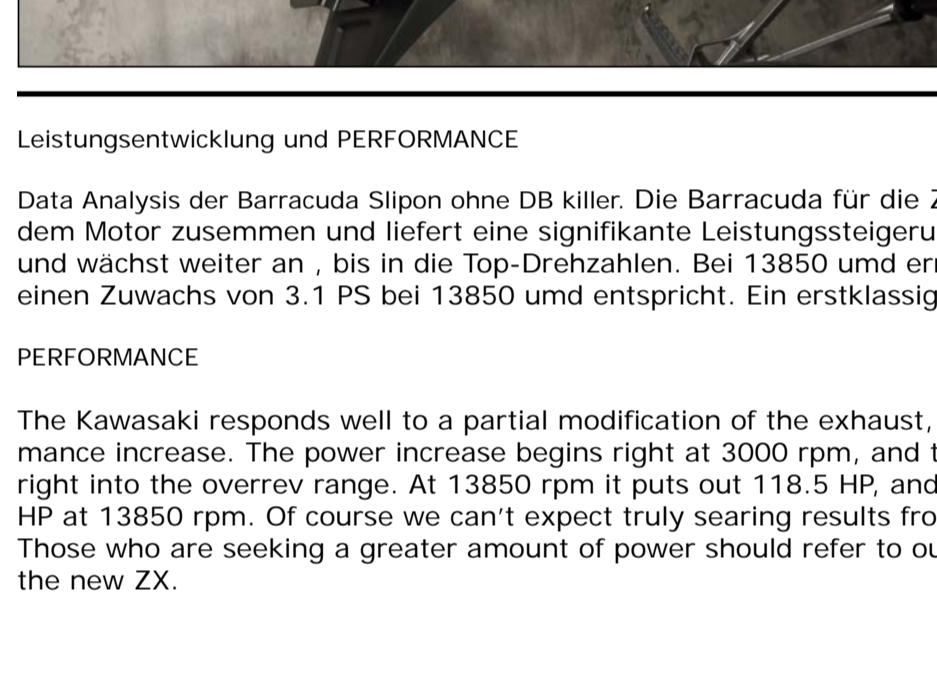 Leistungsentwicklung und PERFORMANCE
Data Analysis der Barracuda Slipon ohne DB killer. Die Barracuda für die
dem Motor zusemmen und liefert eine signifikante Leistungssteigeru
und wächst weiter an , bis in die Top-Drehzahlen. Bei 13850 umd er
einen Zuwachs von 3.1 PS bei 13850 umd entspricht. Ein erstklassig
PERFORMANCE
The Kawasaki responds well to a partial modification of the exhaust,
mance increase. The power increase begins right at 3000 rpm, and t
right into the overrev range. At 13850 rpm it puts out 118.5 HP, and
HP at 13850 rpm. Of course we can't expect truly searing results fro
Those who are seeking a greater amount of power should refer to ou
the new ZX.